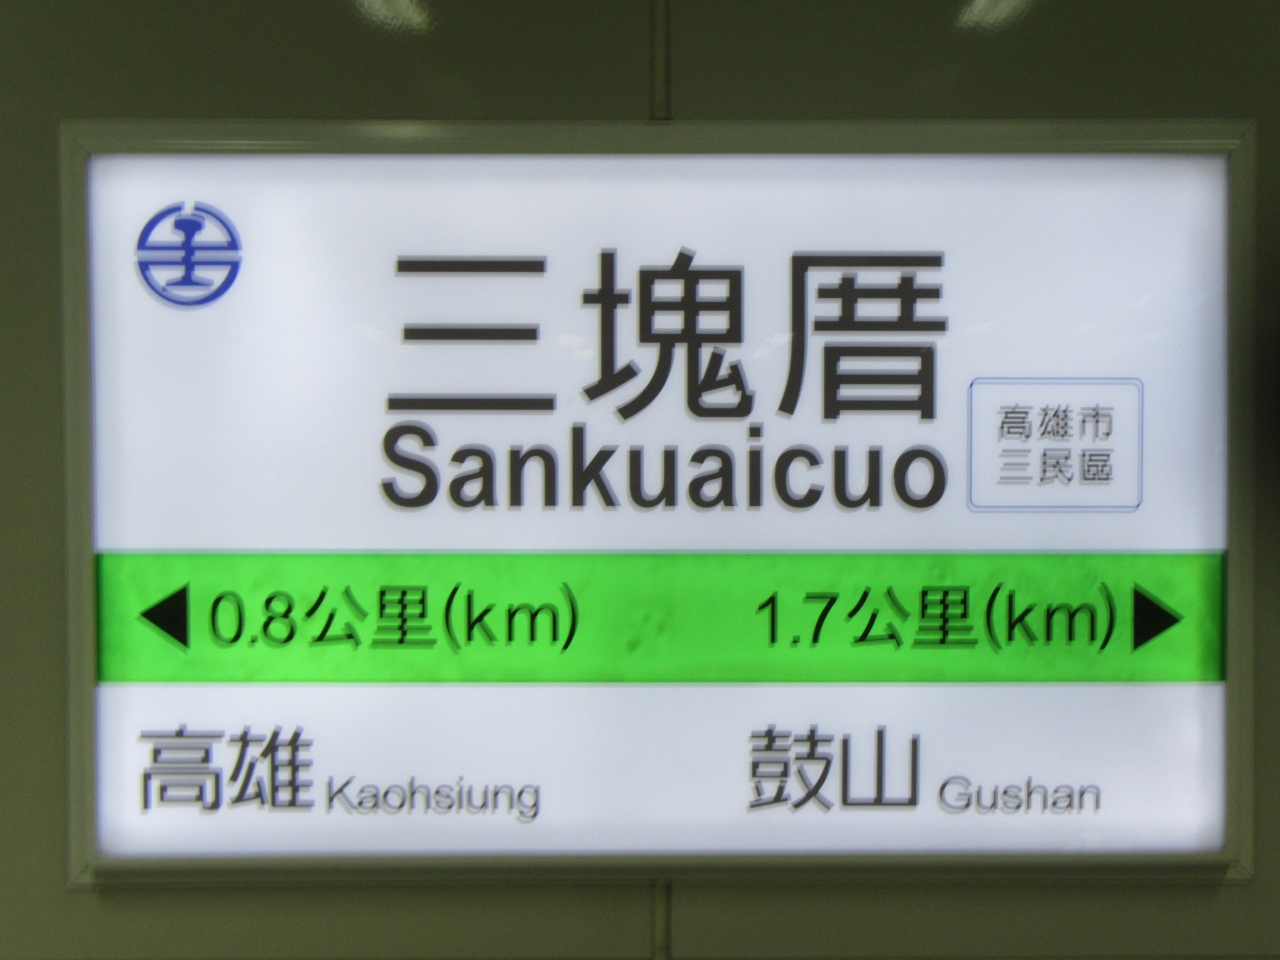 三塊厝
Sankuaicuo
高雄市
三民區
◀ 0.8公里(km) 1.7公里(km) ▶
高雄 Kaohsiung 鼓山 Gushan